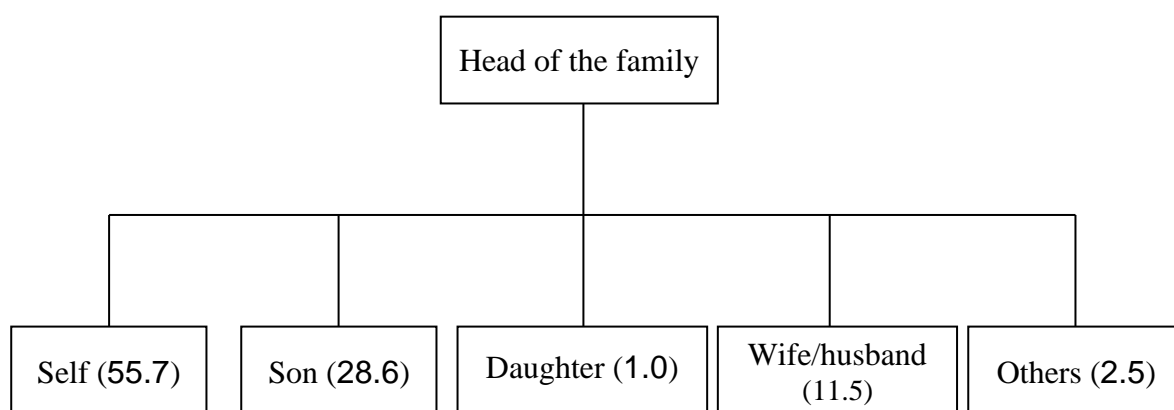 Head of the family
Self (55.7)
Son (28.6)
Daughter (1.0)
Wife/husband
(11.5)
Others (2.5)